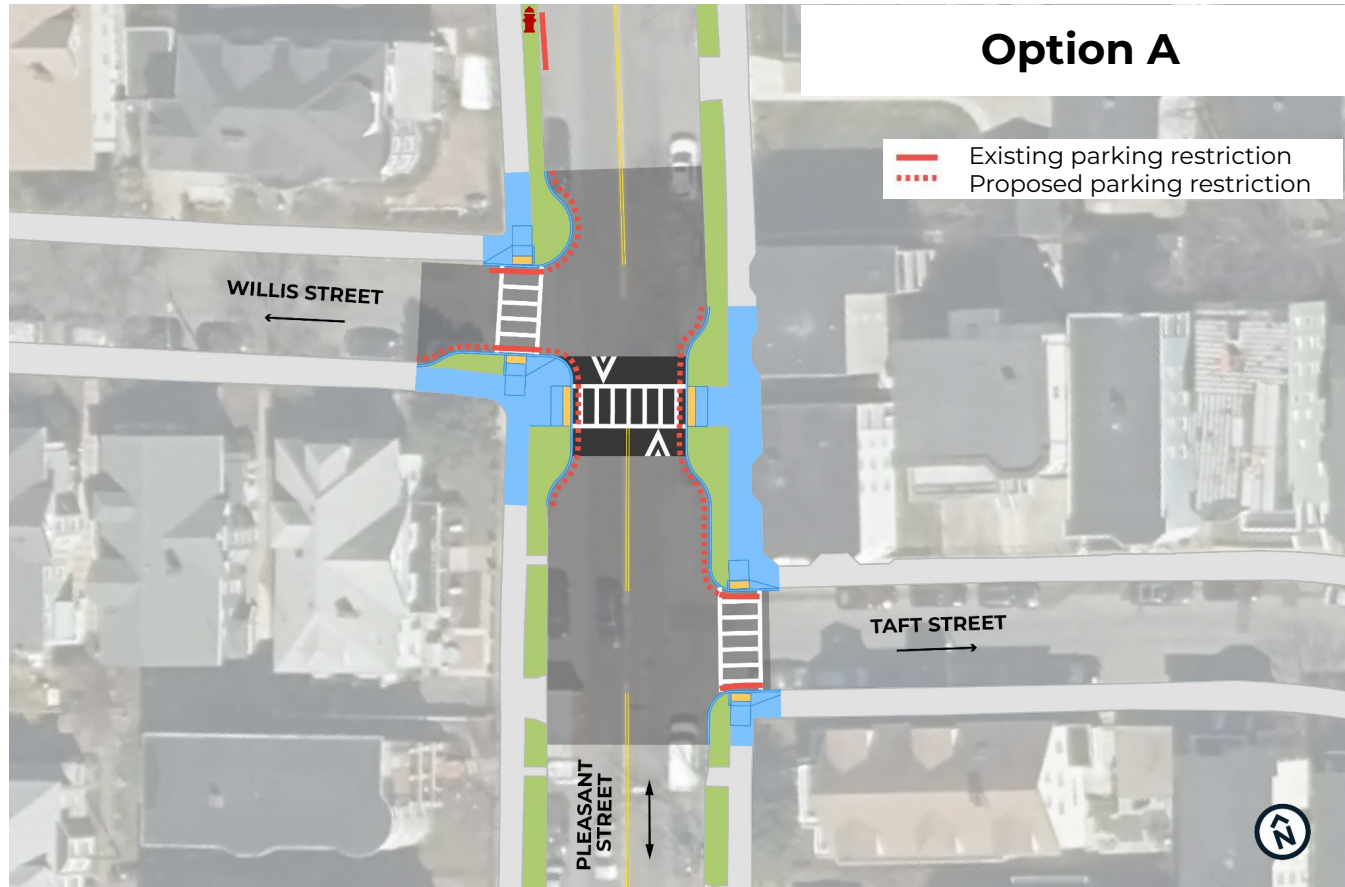 Option A
Existing parking restriction
Proposed parking restriction
WILLIS STREET
TAFT STREET
PLEASANT
STREET
N